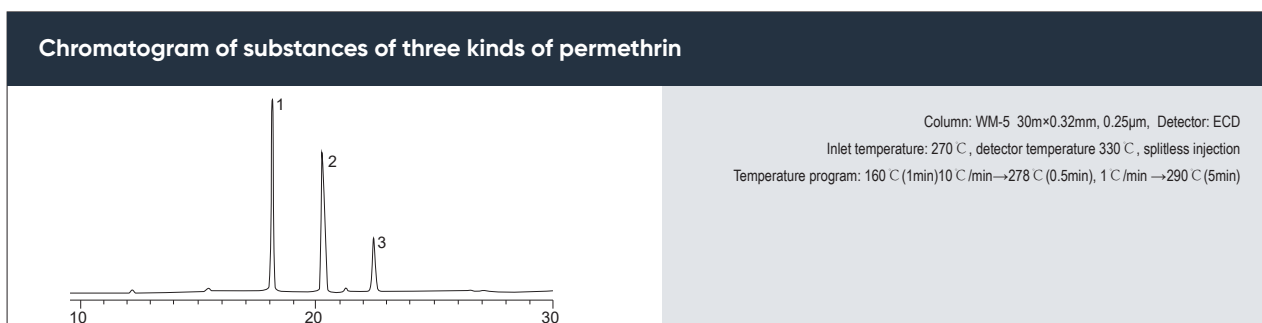 Chromatogram of substances of three kinds of permethrin
1
2
3
10 20 30
Column: WM-5 30m×0.32mm, 0.25μm, Detector: ECD
Inlet temperature: 270℃, detector temperature 330℃, splitless injection
Temperature program: 160℃(1min)10℃/min→278℃(0.5min), 1℃/min →290℃(5min)